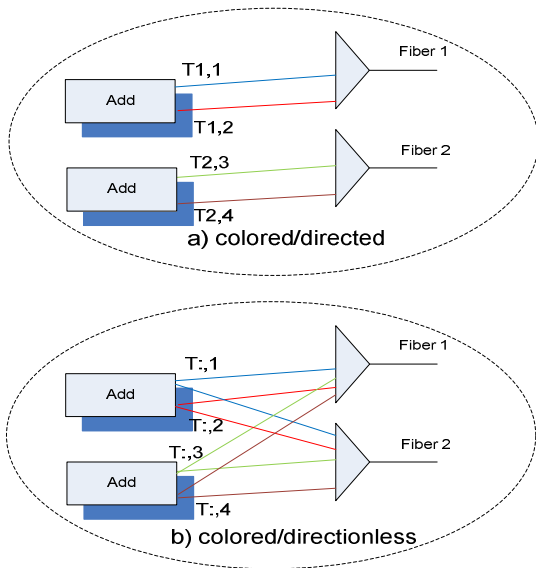 T1,1
Fiber 1
Add
T1,2
T2,3
Fiber 2
Add
T2,4
a) colored/directed
Fiber 1
T:,1
Add
T:,2
Fiber 2
T:,3
Add
T:,4
b) colored/directionless